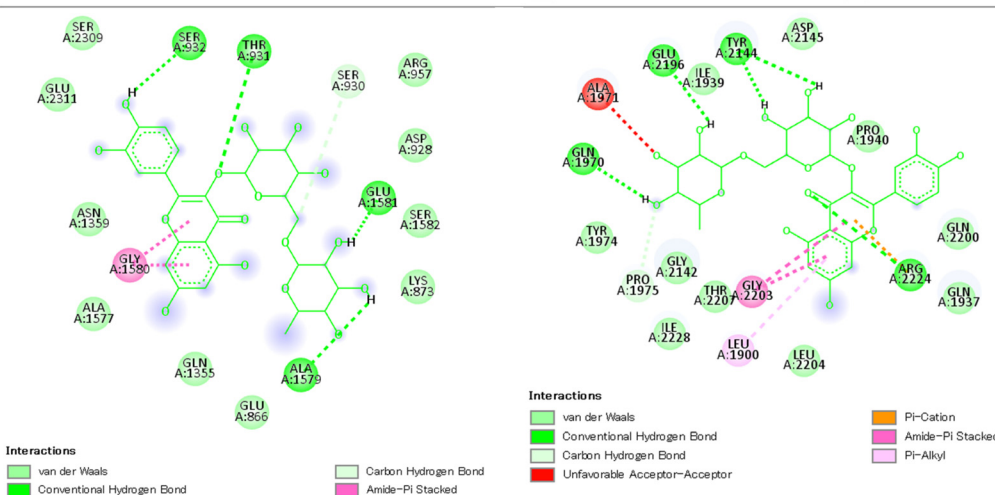 SER
A:2309
SER
A:932
THR
A:931
SER
A:930
ARG
A:957
GLU
A:2311
H
ASP
A:928
GLU
A:1581
SER
A:1582
ASN
A:1359
H
GLY
A:1580
LYS
A:873
H
ALA
A:1577
GLN
A:1355
ALA
A:1579
GLU
A:866
Interactions
van der Waals
Conventional Hydrogen Bond
Carbon Hydrogen Bond
Amide-Pi Stacked
ASP
A:2145
TYR
A:2144
GLU
A:2196
ILE
A:1939
ALA
A:1971
H
H
H
PRO
A:1940
GLN
A:1970
H
TYR
A:1974
GLN
A:2200
GLY
A:2142
PRO
A:1975
ARG
A:2224
THR
A:2207
GLY
A:2203
GLN
A:1937
ILE
A:2228
LEU
A:1900
LEU
A:2204
Interactions
van der Waals
Conventional Hydrogen Bond
Carbon Hydrogen Bond
Unfavorable Acceptor-Acceptor
Pi-Cation
Amide-Pi Stacked
Pi-Alkyl